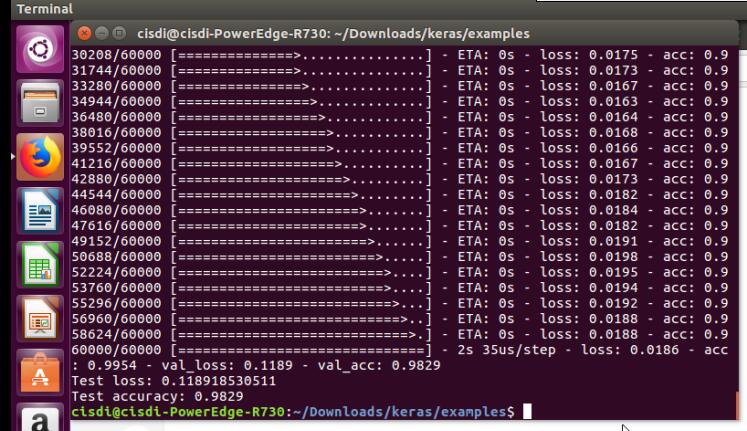 Terminal
cisdi@cisdi-PowerEdge-R730: ~/Downloads/keras/examples
30208/60000 [==============>...............] - ETA: 0s - loss: 0.0175 - acc: 0.9
31744/60000 [==============>...............] - ETA: 0s - loss: 0.0173 - acc: 0.9
33280/60000 [===============>..............] - ETA: 0s - loss: 0.0167 - acc: 0.9
34944/60000 [================>.............] - ETA: 0s - loss: 0.0163 - acc: 0.9
36480/60000 [=================>............] - ETA: 0s - loss: 0.0164 - acc: 0.9
38016/60000 [==================>...........] - ETA: 0s - loss: 0.0168 - acc: 0.9
39552/60000 [==================>...........] - ETA: 0s - loss: 0.0166 - acc: 0.9
41216/60000 [===================>..........] - ETA: 0s - loss: 0.0167 - acc: 0.9
42880/60000 [====================>.........] - ETA: 0s - loss: 0.0173 - acc: 0.9
44544/60000 [=====================>........] - ETA: 0s - loss: 0.0182 - acc: 0.9
46080/60000 [======================>.......] - ETA: 0s - loss: 0.0184 - acc: 0.9
47616/60000 [======================>.......] - ETA: 0s - loss: 0.0182 - acc: 0.9
49152/60000 [=======================>......] - ETA: 0s - loss: 0.0191 - acc: 0.9
50688/60000 [========================>.....] - ETA: 0s - loss: 0.0198 - acc: 0.9
52224/60000 [=========================>....] - ETA: 0s - loss: 0.0195 - acc: 0.9
53760/60000 [=========================>....] - ETA: 0s - loss: 0.0194 - acc: 0.9
55296/60000 [==========================>...] - ETA: 0s - loss: 0.0192 - acc: 0.9
56960/60000 [===========================>..] - ETA: 0s - loss: 0.0188 - acc: 0.9
58624/60000 [============================>.] - ETA: 0s - loss: 0.0188 - acc: 0.9
60000/60000 [==============================] - 2s 35us/step - loss: 0.0186 - acc
: 0.9954 - val_loss: 0.1189 - val_acc: 0.9829
Test loss: 0.118918530511
Test accuracy: 0.9829
cisdi@cisdi-PowerEdge-R730:~/Downloads/keras/examples$